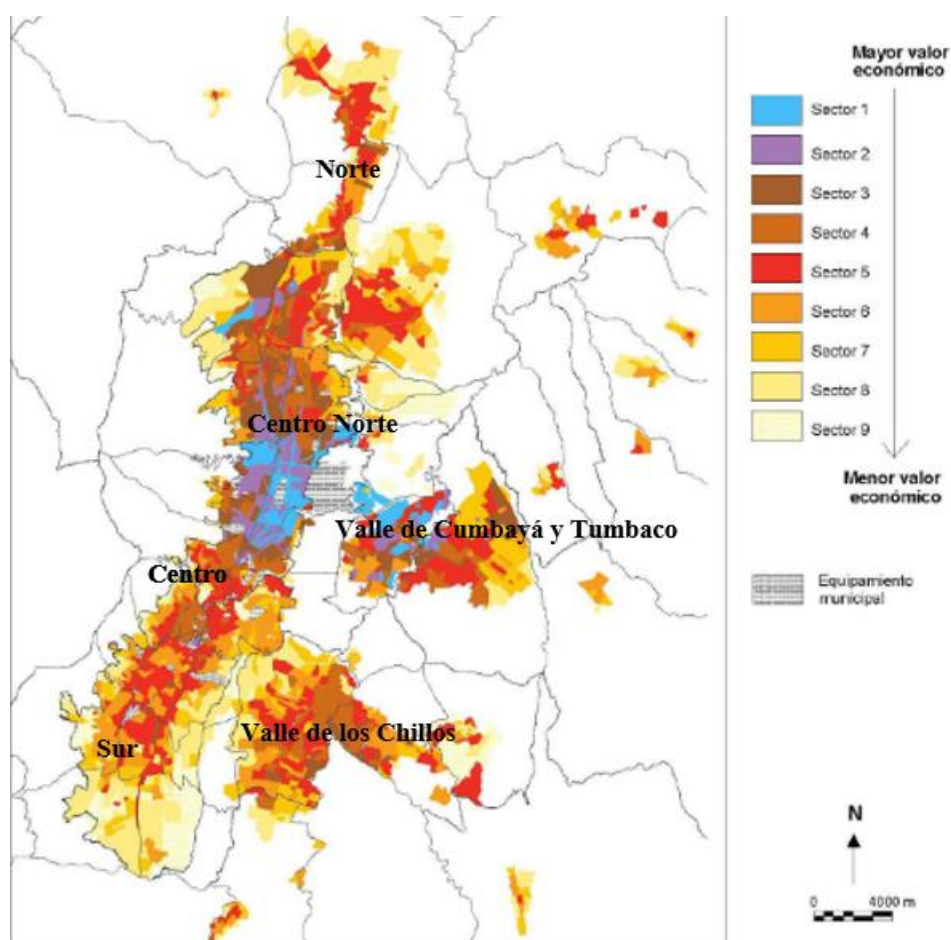 Norte
Centro Norte
Valle de Cumbayá y Tumbaco
Centro
Valle de los Chillos
Sur
Mayor valor
económico
Sector 1
Sector 2
Sector 3
Sector 4
Sector 5
Sector 6
Sector 7
Sector 8
Sector 9
Menor valor
económico
Equipamiento
municipal
N
0 4000 m